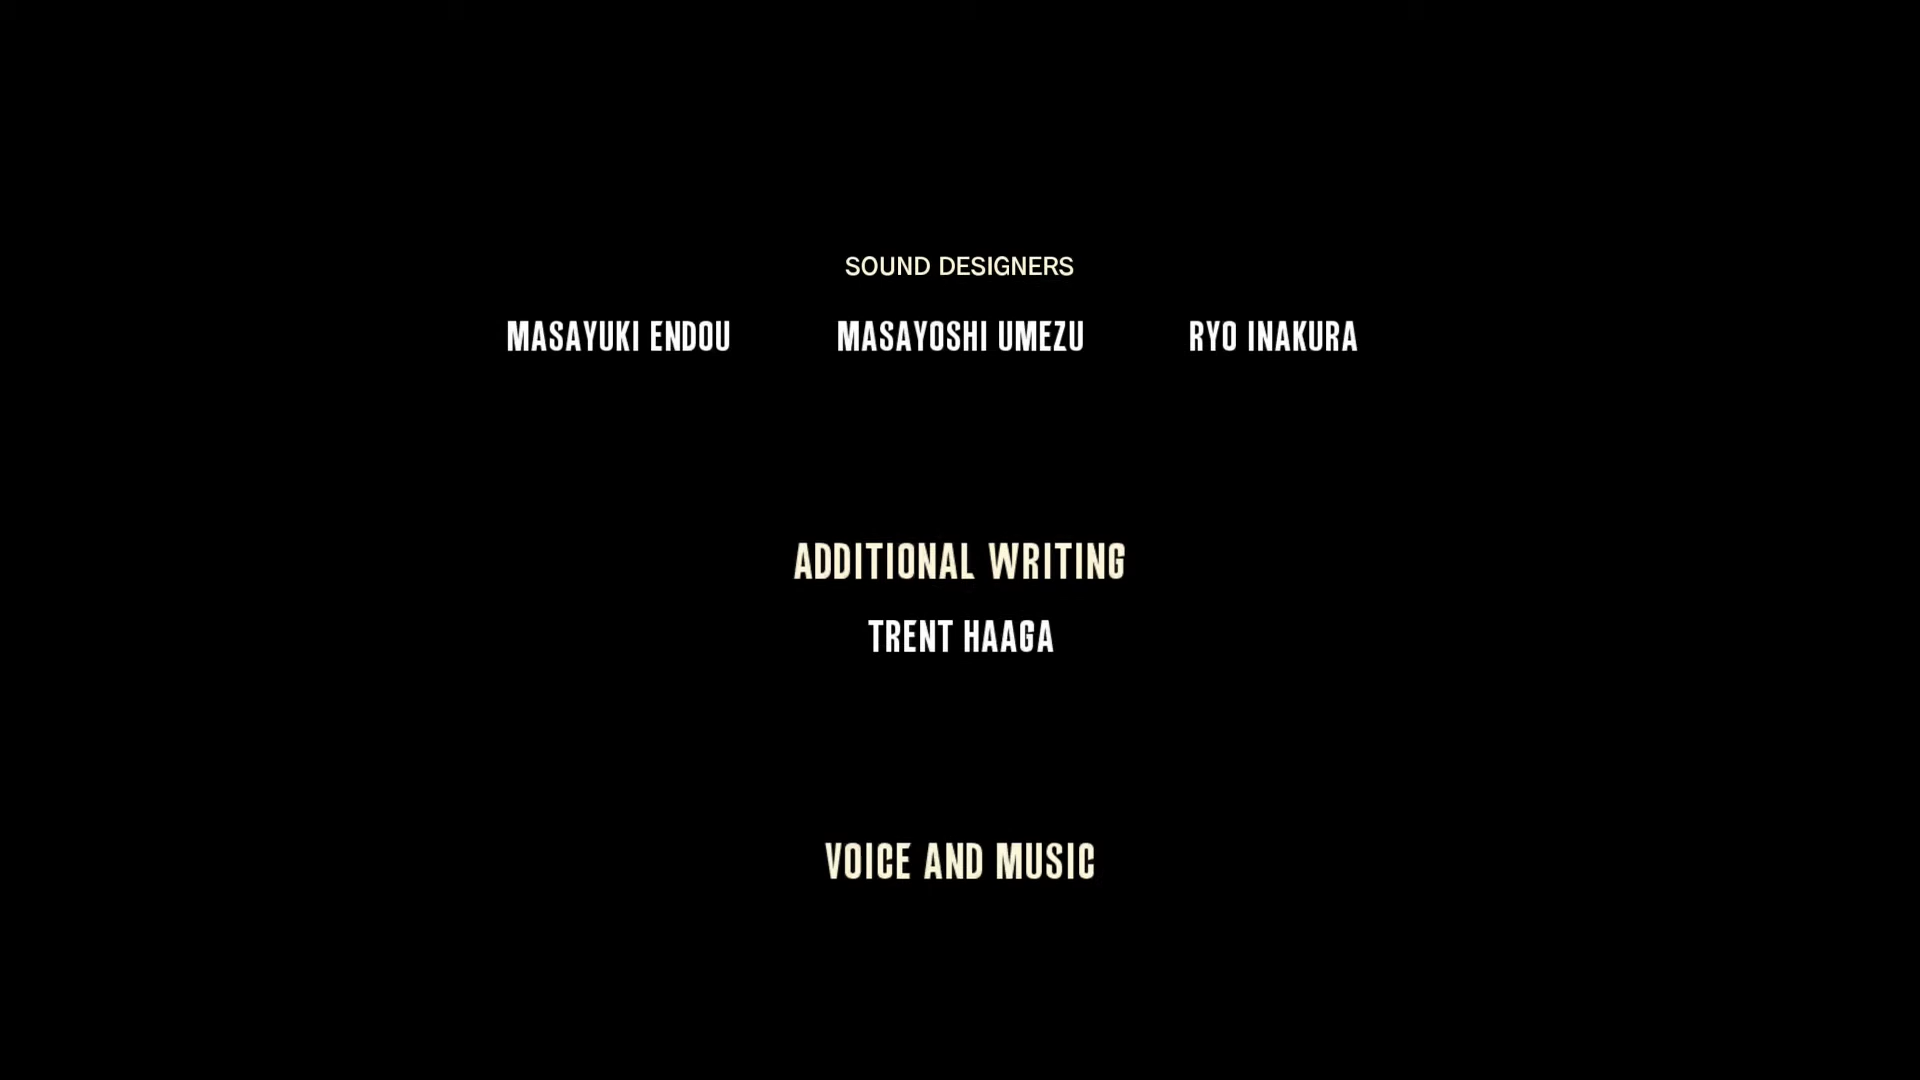 SOUND DESIGNERS
MASAYUKI ENDOU MASAYOSHI UMEZU RYO INAKURA
ADDITIONAL WRITING
TRENT HAAGA
VOICE AND MUSIC